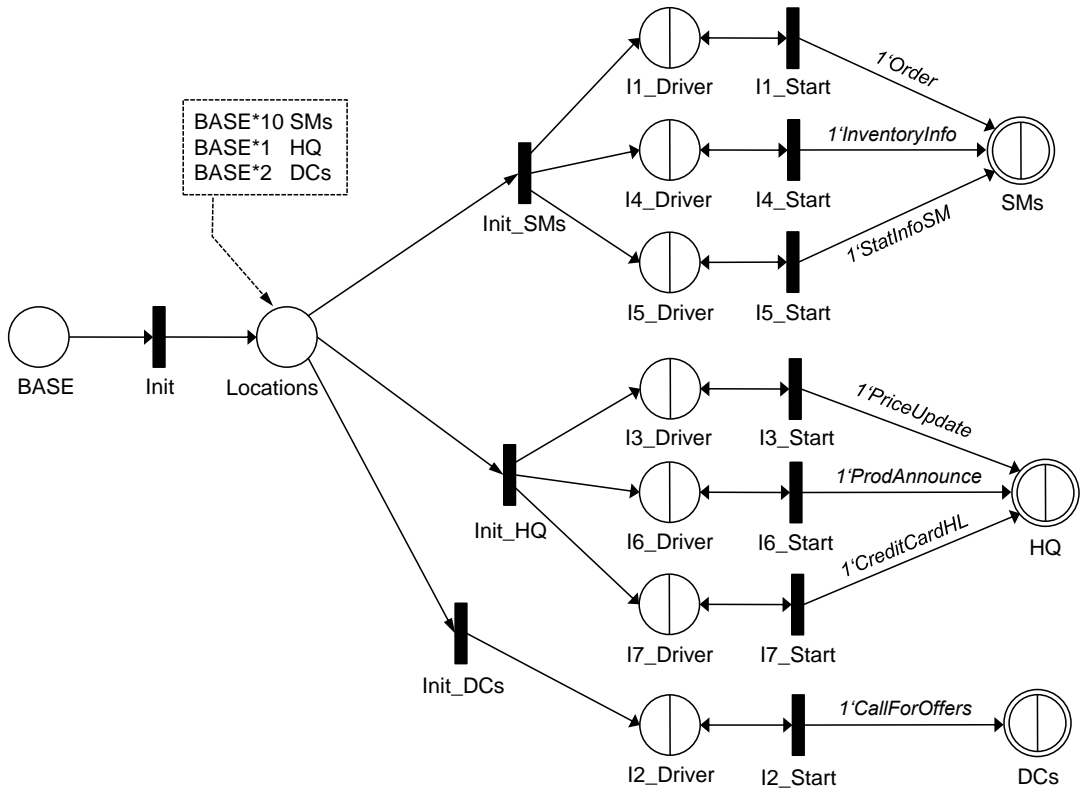 I1_Driver
I1_Start
1‘Order
BASE*10 SMs
BASE*1 HQ
BASE*2 DCs
1‘InventoryInfo
I4_Driver
I4_Start
SMs
Init_SMs
1‘StatInfoSM
I5_Driver
I5_Start
BASE
Init
Locations
1‘PriceUpdate
I3_Driver
I3_Start
1‘ProdAnnounce
Init_HQ
I6_Driver
I6_Start
HQ
1‘CreditCardHL
I7_Driver
I7_Start
Init_DCs
1‘CallForOffers
I2_Driver
I2_Start
DCs